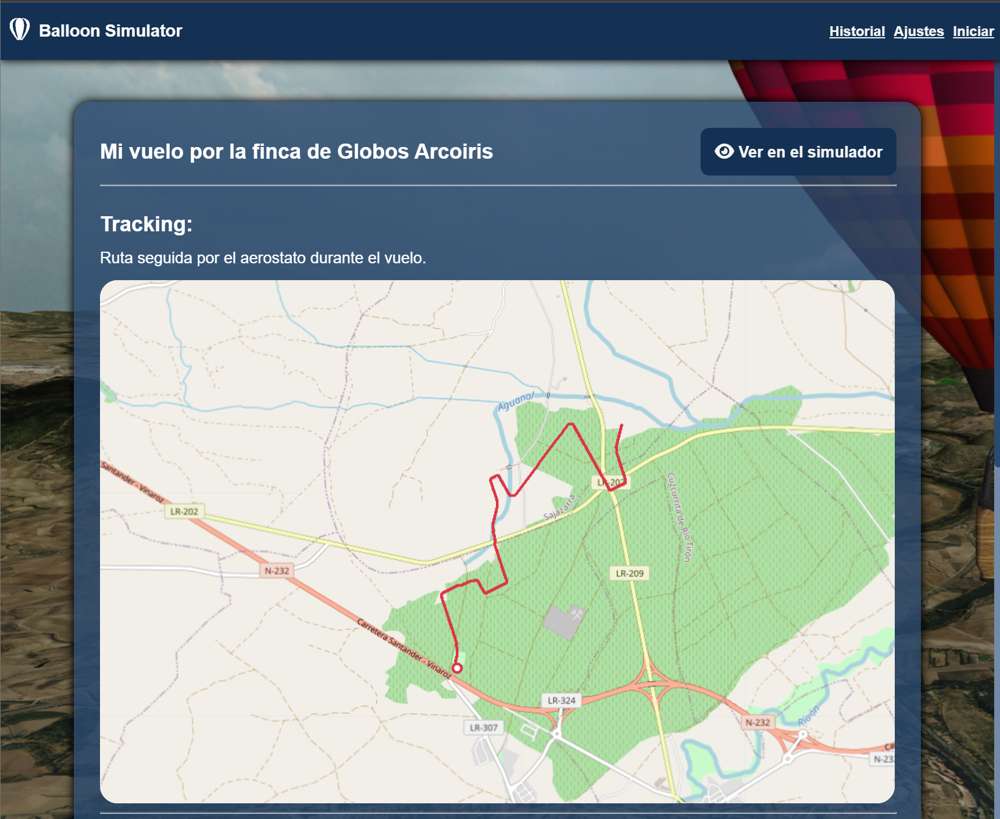 Balloon Simulator
Historial Ajustes Iniciar
Mi vuelo por la finca de Globos Arcoiris
Ver en el simulador
Tracking:
Ruta seguida por el aerostato durante el vuelo.
Aguanal
Santander - Vinaroz
LR-202
LR-202
Sajazarra
Cuzcurrita de Río Tirón
N-232
LR-209
Carretera Santander - Vinaroz
LR-324
LR-307
N-232
Ca
N-232